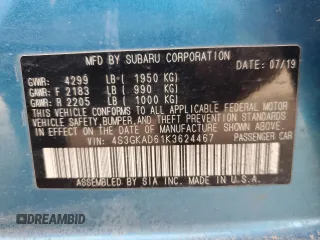 MFD. BY SUBARU CORPORATION 07/19
GVWR: 4299 LB( 1950 KG)
GAWR: F 2183 LB( 990 KG)
GAWR: R 2205 LB( 1000 KG)
THIS VEHICLE CONFORMS TO ALL APPLICABLE FEDERAL MOTOR
VEHICLE SAFETY, BUMPER, AND THEFT PREVENTION
STANDARDS IN EFFECT ON THE DATE OF MANUFACTURE
SHOWN ABOVE.
VIN: 4S3GKAD61K3624467 PASSENGER CAR
ASSEMBLED BY SIA INC. MADE IN U.S.A.
DREAMBID